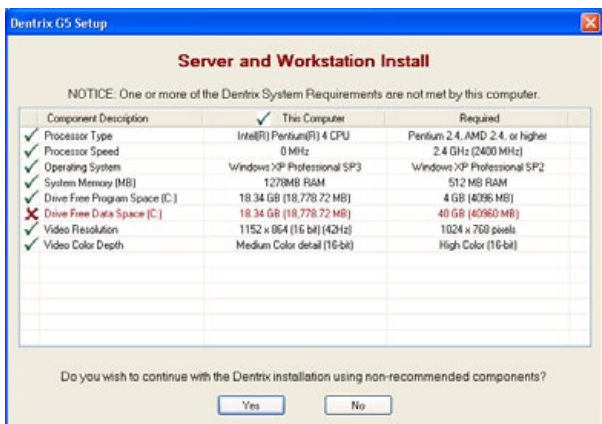 Dentrix G5 Setup
Server and Workstation Install
NOTICE: One or more of the Dentrix System Requirements are not met by this computer.
Component Description This Computer Required
Processor Type Intel(R) Pentium(R) 4 CPU Pentium 2.4, AMD 2.4, or higher
Processor Speed 0 MHz 2.4 GHz (2400 MHz)
Operating System Windows XP Professional SP3 Windows XP Professional SP2
System Memory (MB) 1278MB RAM 512 MB RAM
Drive Free Program Space (C:) 18.34 GB (18,778.72 MB) 4 GB (4096 MB)
Drive Free Data Space (C:) 18.34 GB (18,778.72 MB) 40 GB (40960 MB)
Video Resolution 1152 x 864 (16 bit) (42Hz) 1024 x 768 pixels
Video Color Depth Medium Color detail (16-bit) High Color (16-bit)
Do you wish to continue with the Dentrix installation using non-recommended components?
Yes No